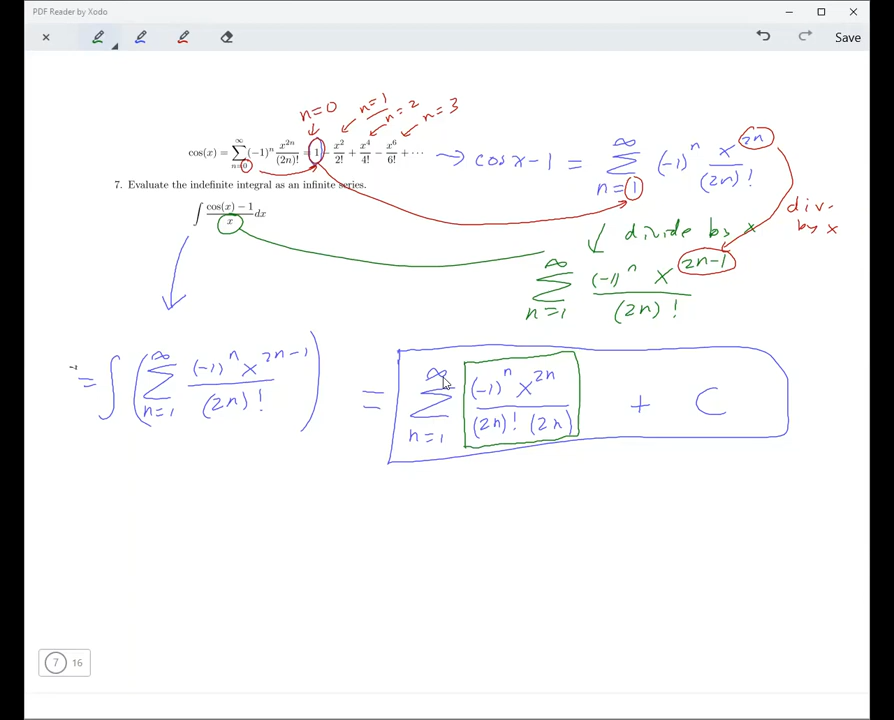 PDF Reader by Xodo
Save
n=0 n=1 n=2 n=3
cos(x) = ∑_{n=0}^{∞} (-1)^n x^{2n}/(2n)! = 1 - x^2/2! + x^4/4! - x^6/6! + ⋯ → cos x - 1 = ∑_{n=1}^{∞} (-1)^n x^{2n}/(2n)!
7. Evaluate the indefinite integral as an infinite series.
∫ (cos(x) - 1)/x dx
div. by x
divide by x
∑_{n=1}^{∞} (-1)^n x^{2n-1}/(2n)!
= ∫ (∑_{n=1}^{∞} (-1)^n x^{2n-1}/(2n)!) = ∑_{n=1}^{∞} (-1)^n x^{2n}/((2n)! (2n)) + C
7 16